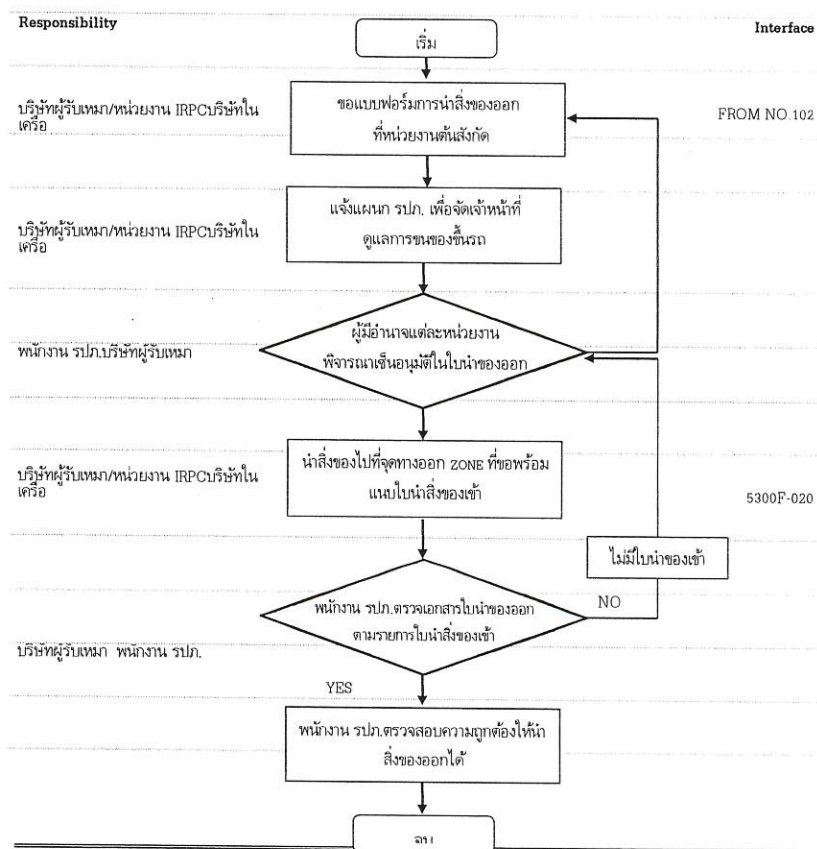 Responsibility
Interface
เริ่ม
บริษัทผู้รับเหมา/หน่วยงาน IRPCบริษัทใน
เครือ
ขอแบบฟอร์มการนำสิ่งของออก
ที่หน่วยงานต้นสังกัด
FROM NO.102
บริษัทผู้รับเหมา/หน่วยงาน IRPCบริษัทใน
เครือ
แจ้งแผนก รปภ. เพื่อจัดเจ้าหน้าที่
ดูแลการขนของขึ้นรถ
พนักงาน รปภ.บริษัทผู้รับเหมา
ผู้มีอำนาจแต่ละหน่วยงาน
พิจารณาเซ็นอนุมัติในใบนำของออก
บริษัทผู้รับเหมา/หน่วยงาน IRPCบริษัทใน
เครือ
นำสิ่งของไปที่จุดทางออก ZONE ที่ขอพร้อม
แนบใบนำสิ่งของเข้า
5300F-020
ไม่มีใบนำของเข้า
NO
พนักงาน รปภ.ตรวจเอกสารใบนำของออก
ตามรายการใบนำสิ่งของเข้า
บริษัทผู้รับเหมา พนักงาน รปภ.
YES
พนักงาน รปภ.ตรวจสอบความถูกต้องให้นำ
สิ่งของออกได้
จบ